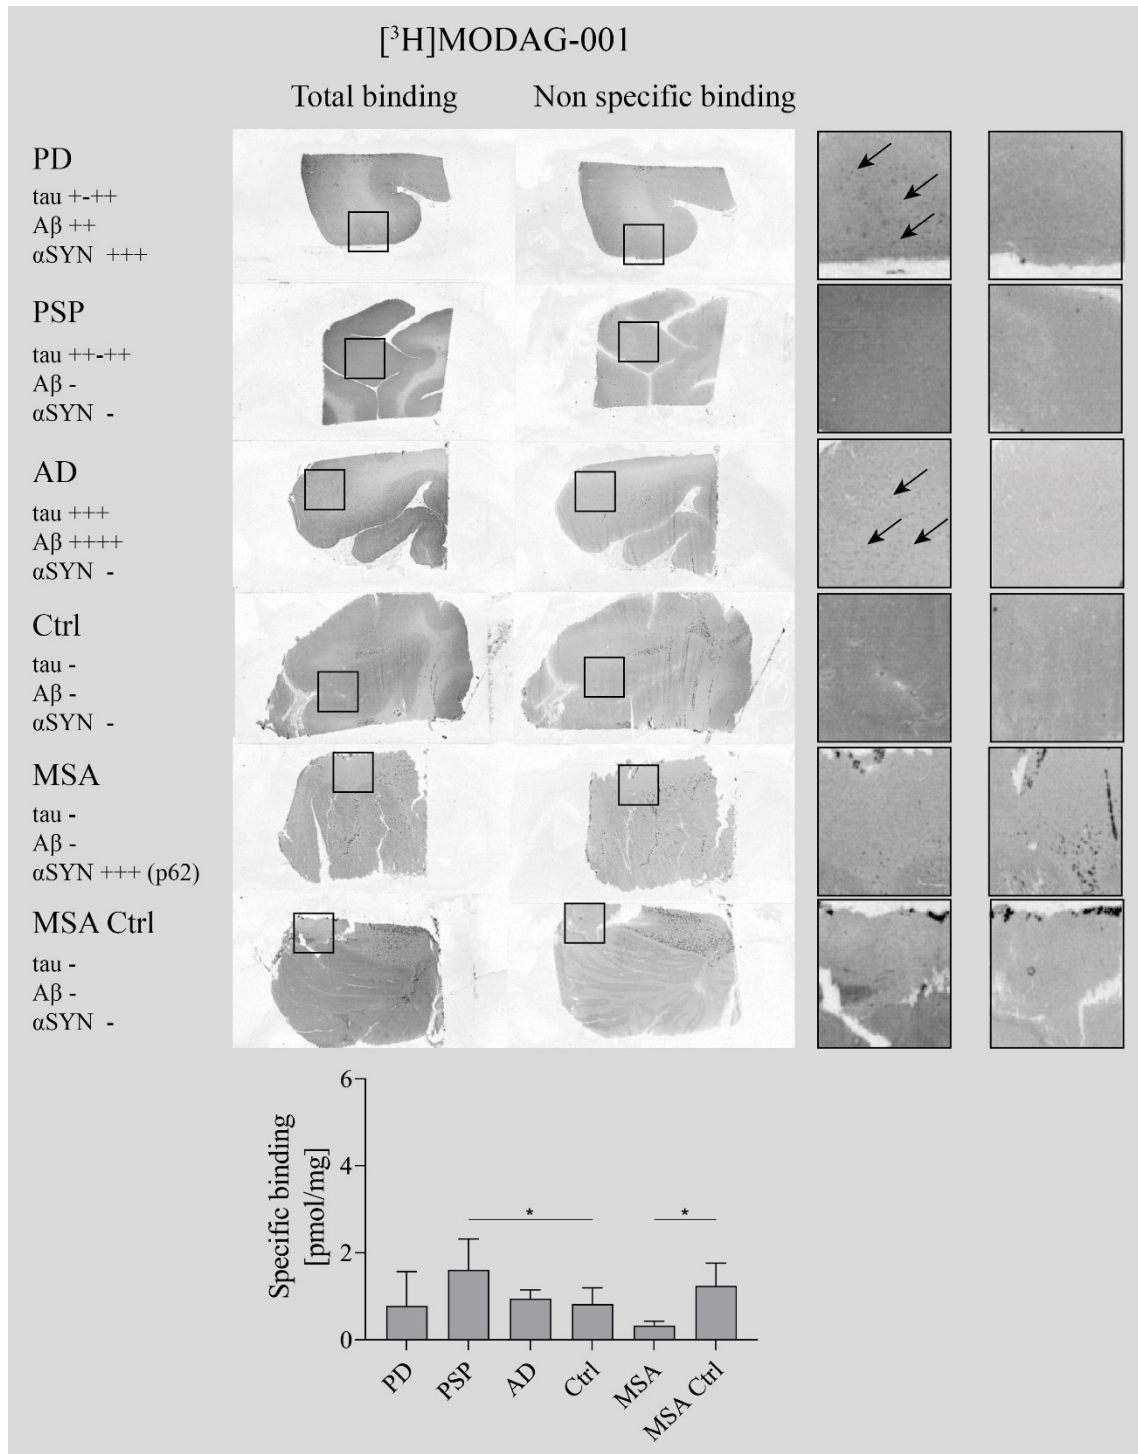 [³H]MODAG-001
Total binding Non specific binding
PD
tau +-++
Aβ ++
αSYN +++
PSP
tau ++-++
Aβ -
αSYN -
AD
tau +++
Aβ ++++
αSYN -
Ctrl
tau -
Aβ -
αSYN -
MSA
tau -
Aβ -
αSYN +++ (p62)
MSA Ctrl
tau -
Aβ -
αSYN -
Specific binding
[pmol/mg]
6
4
2
0
* *
PD PSP AD Ctrl MSA MSA Ctrl